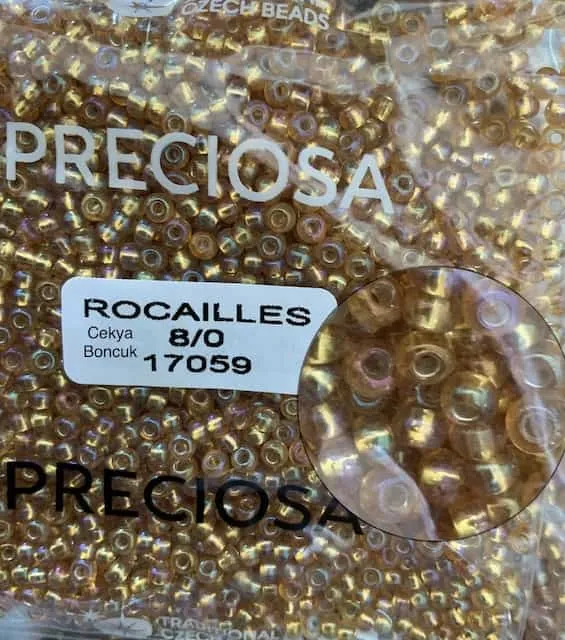 CZECH BEADS
PRECIOSA
ROCAILLES
Cekya 8/0
Boncuk 17059
PRECIOSA